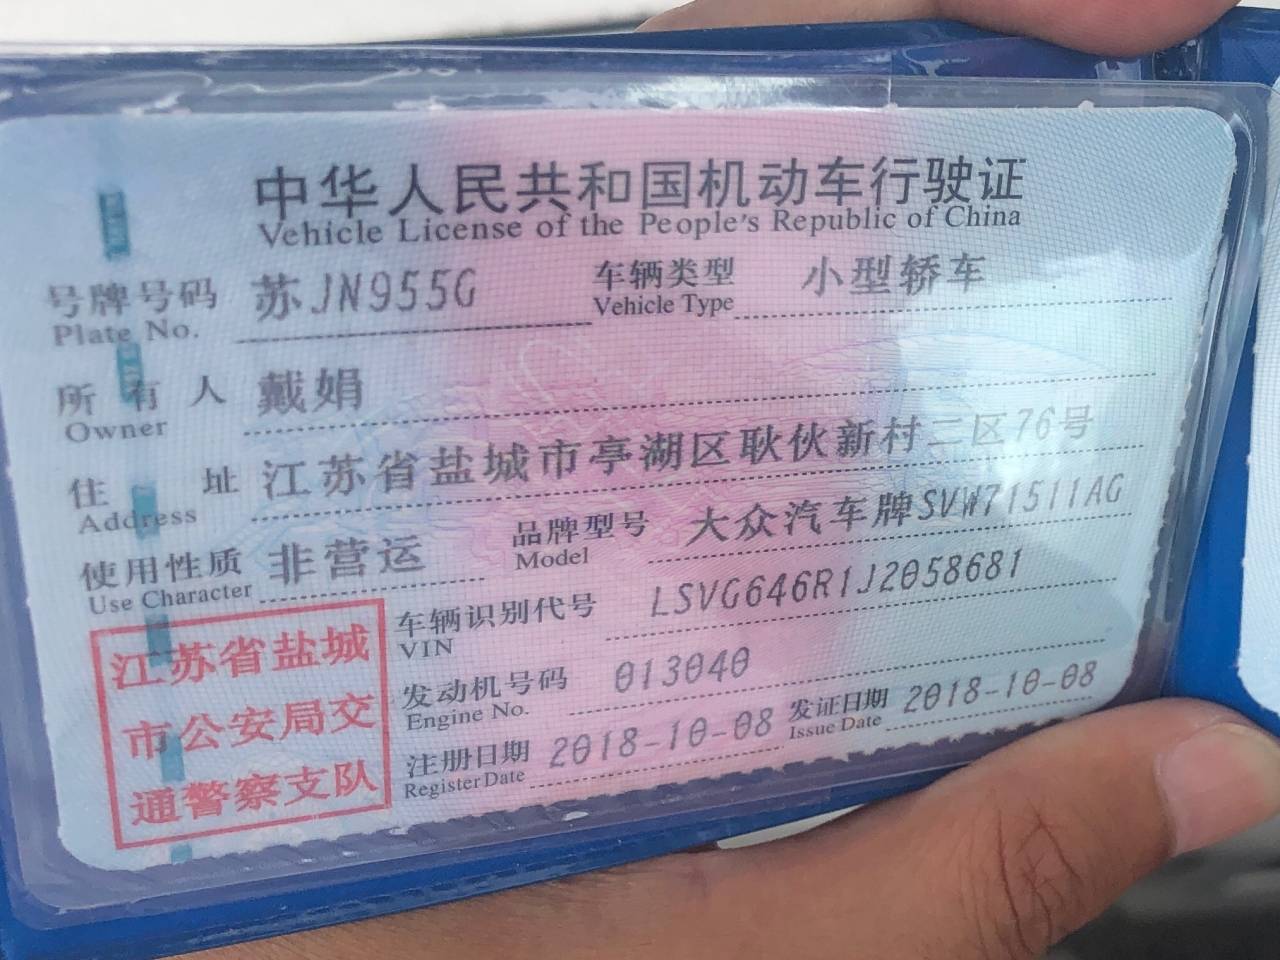 中华人民共和国机动车行驶证
Vehicle License of the People's Republic of China
号牌号码 苏JN955G 车辆类型 小型轿车
Plate No. Vehicle Type
所有人 戴娟
Owner
住址 江苏省盐城市亭湖区耿伙新村二区76号
Address
使用性质 非营运 品牌型号 大众汽车牌SVW71511AG
Use Character Model
车辆识别代号 LSVG646R1J2058681
VIN
发动机号码 013040
Engine No.
注册日期 2018-10-08 发证日期 2018-10-08
Register Date Issue Date
江苏省盐城
市公安局交
通警察支队